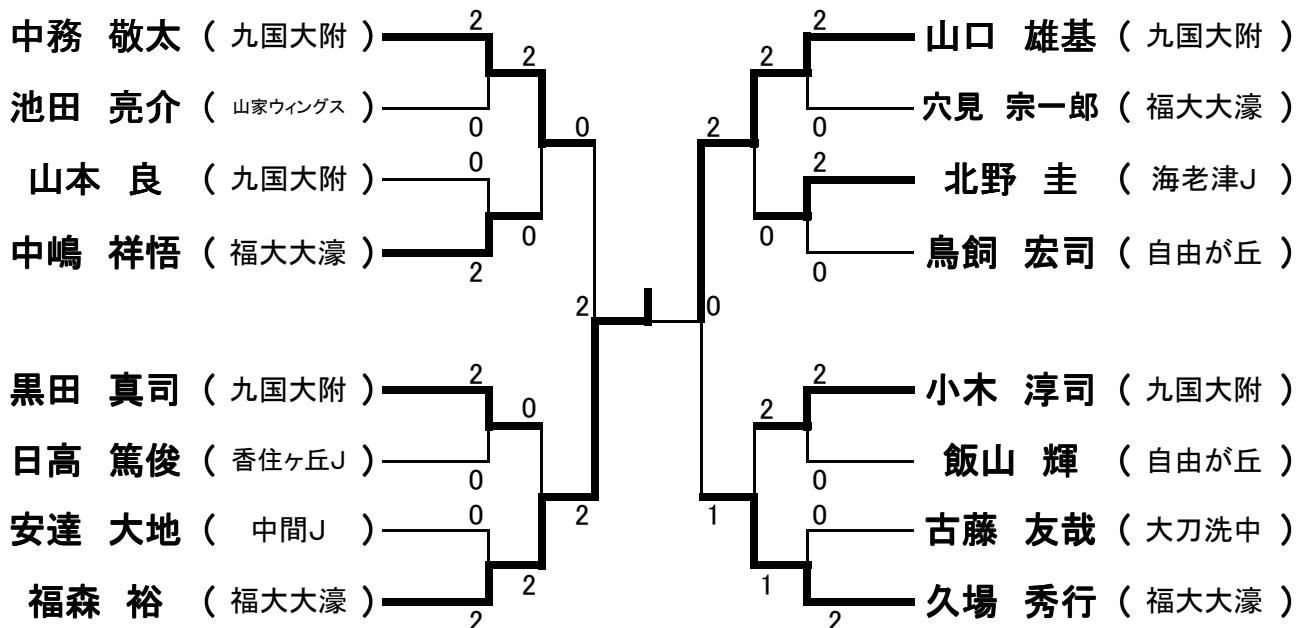 2 2
中務 敬太 ( 九国大附 ) 2 2 山口 雄基 ( 九国大附 )
池田 亮介 ( 山家ウィングス ) 0 0 2 0 穴見 宗一郎 ( 福大大濠 )
山本 良 ( 九国大附 ) 0 2 北野 圭 ( 海老津J )
中嶋 祥悟 ( 福大大濠 ) 2 0 0 0 鳥飼 宏司 ( 自由が丘 )
2 0
黒田 真司 ( 九国大附 ) 2 0 2 2 小木 淳司 ( 九国大附 )
日高 篤俊 ( 香住ヶ丘J ) 0 0 飯山 輝 ( 自由が丘 )
安達 大地 ( 中間J ) 0 2 1 0 古藤 友哉 ( 大刀洗中 )
福森 裕 ( 福大大濠 ) 2 2 1 2 久場 秀行 ( 福大大濠 )